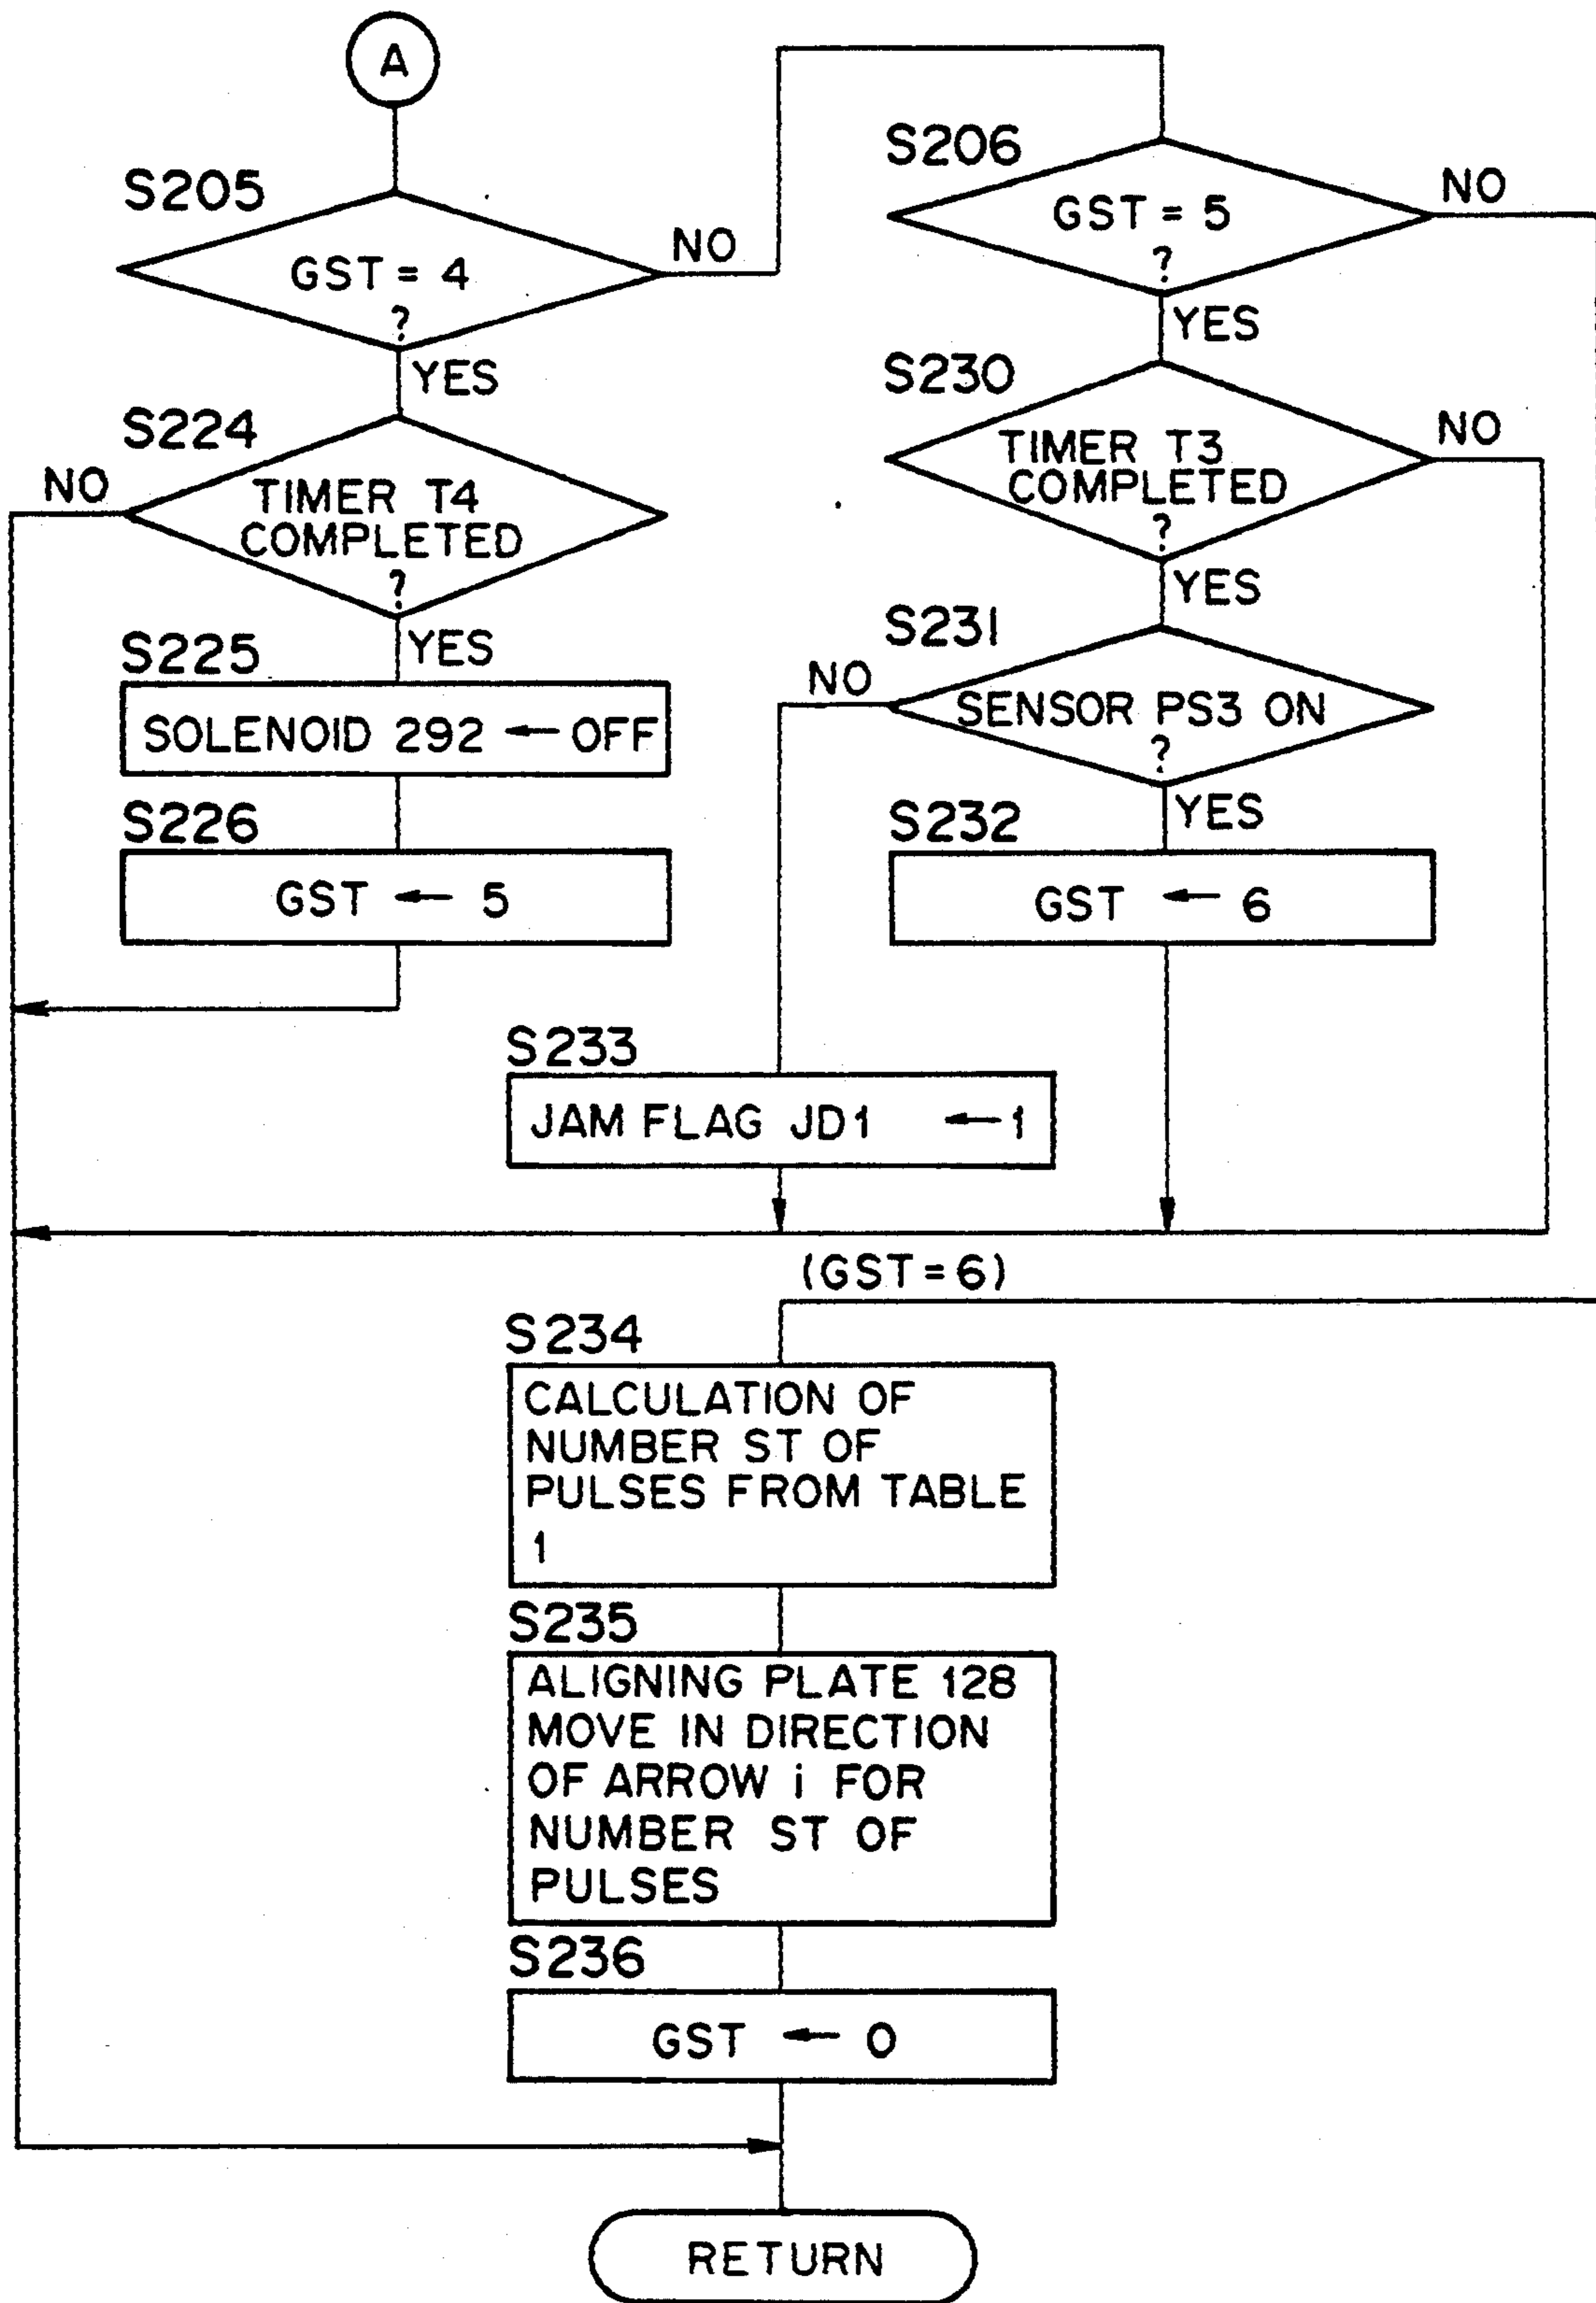 A
S205
GST = 4
?
NO
YES
S224
NO
TIMER T4
COMPLETED
?
YES
S225
SOLENOID 292 ← OFF
S226
GST ← 5
S206
GST = 5
?
NO
YES
S230
TIMER T3
COMPLETED
?
NO
YES
S231
NO
SENSOR PS3 ON
?
YES
S232
GST ← 6
S233
JAM FLAG JD1 ← 1
(GST=6)
S234
CALCULATION OF
NUMBER ST OF
PULSES FROM TABLE
1
S235
ALIGNING PLATE 128
MOVE IN DIRECTION
OF ARROW i FOR
NUMBER ST OF
PULSES
S236
GST ← 0
RETURN